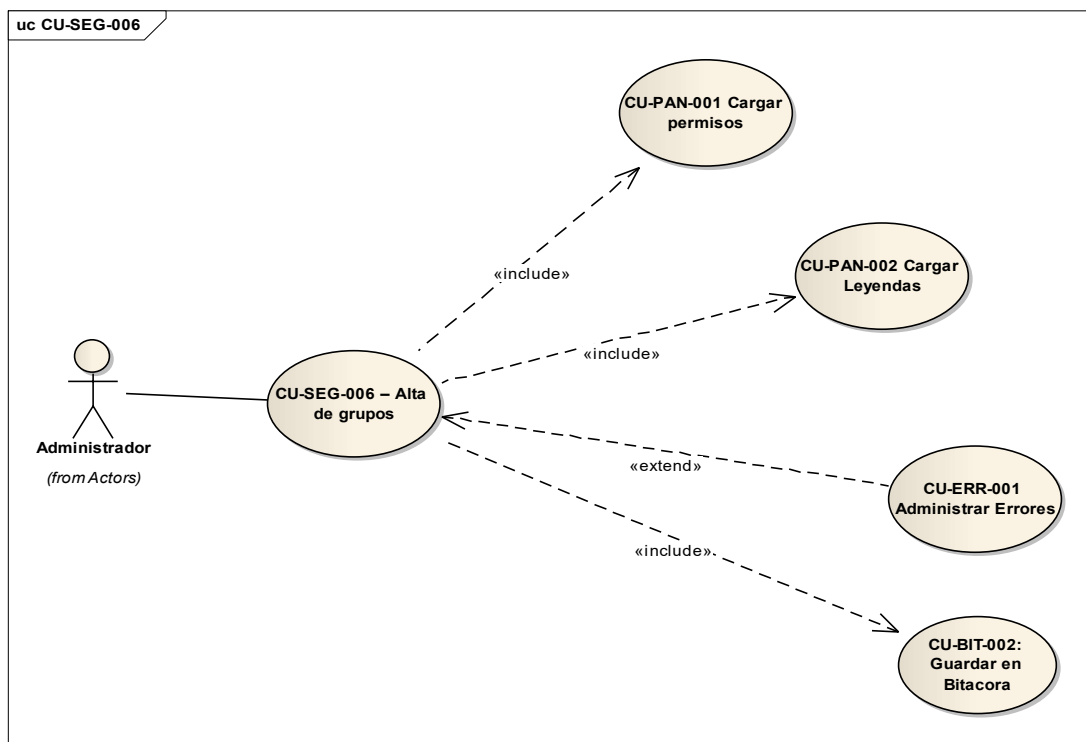 uc CU-SEG-006
CU-PAN-001 Cargar
permisos
CU-PAN-002 Cargar
Leyendas
«include»
«include»
CU-SEG-006 – Alta
de grupos
Administrador
(from Actors)
«extend»
CU-ERR-001
Administrar Errores
«include»
CU-BIT-002:
Guardar en
Bitacora